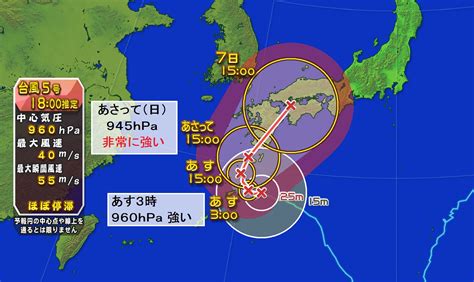 台風5号
18:00推定
中心気圧
960hPa
最大風速
40m/s
最大瞬間風速
55m/s
ほぼ停滞
予報円の中心点や線上を
通るとは限りません
あさって(日)
945hPa
非常に強い
あす3時
960hPa 強い
7日
15:00
あさって
15:00
あす
15:00
あす
3:00
25m
15m